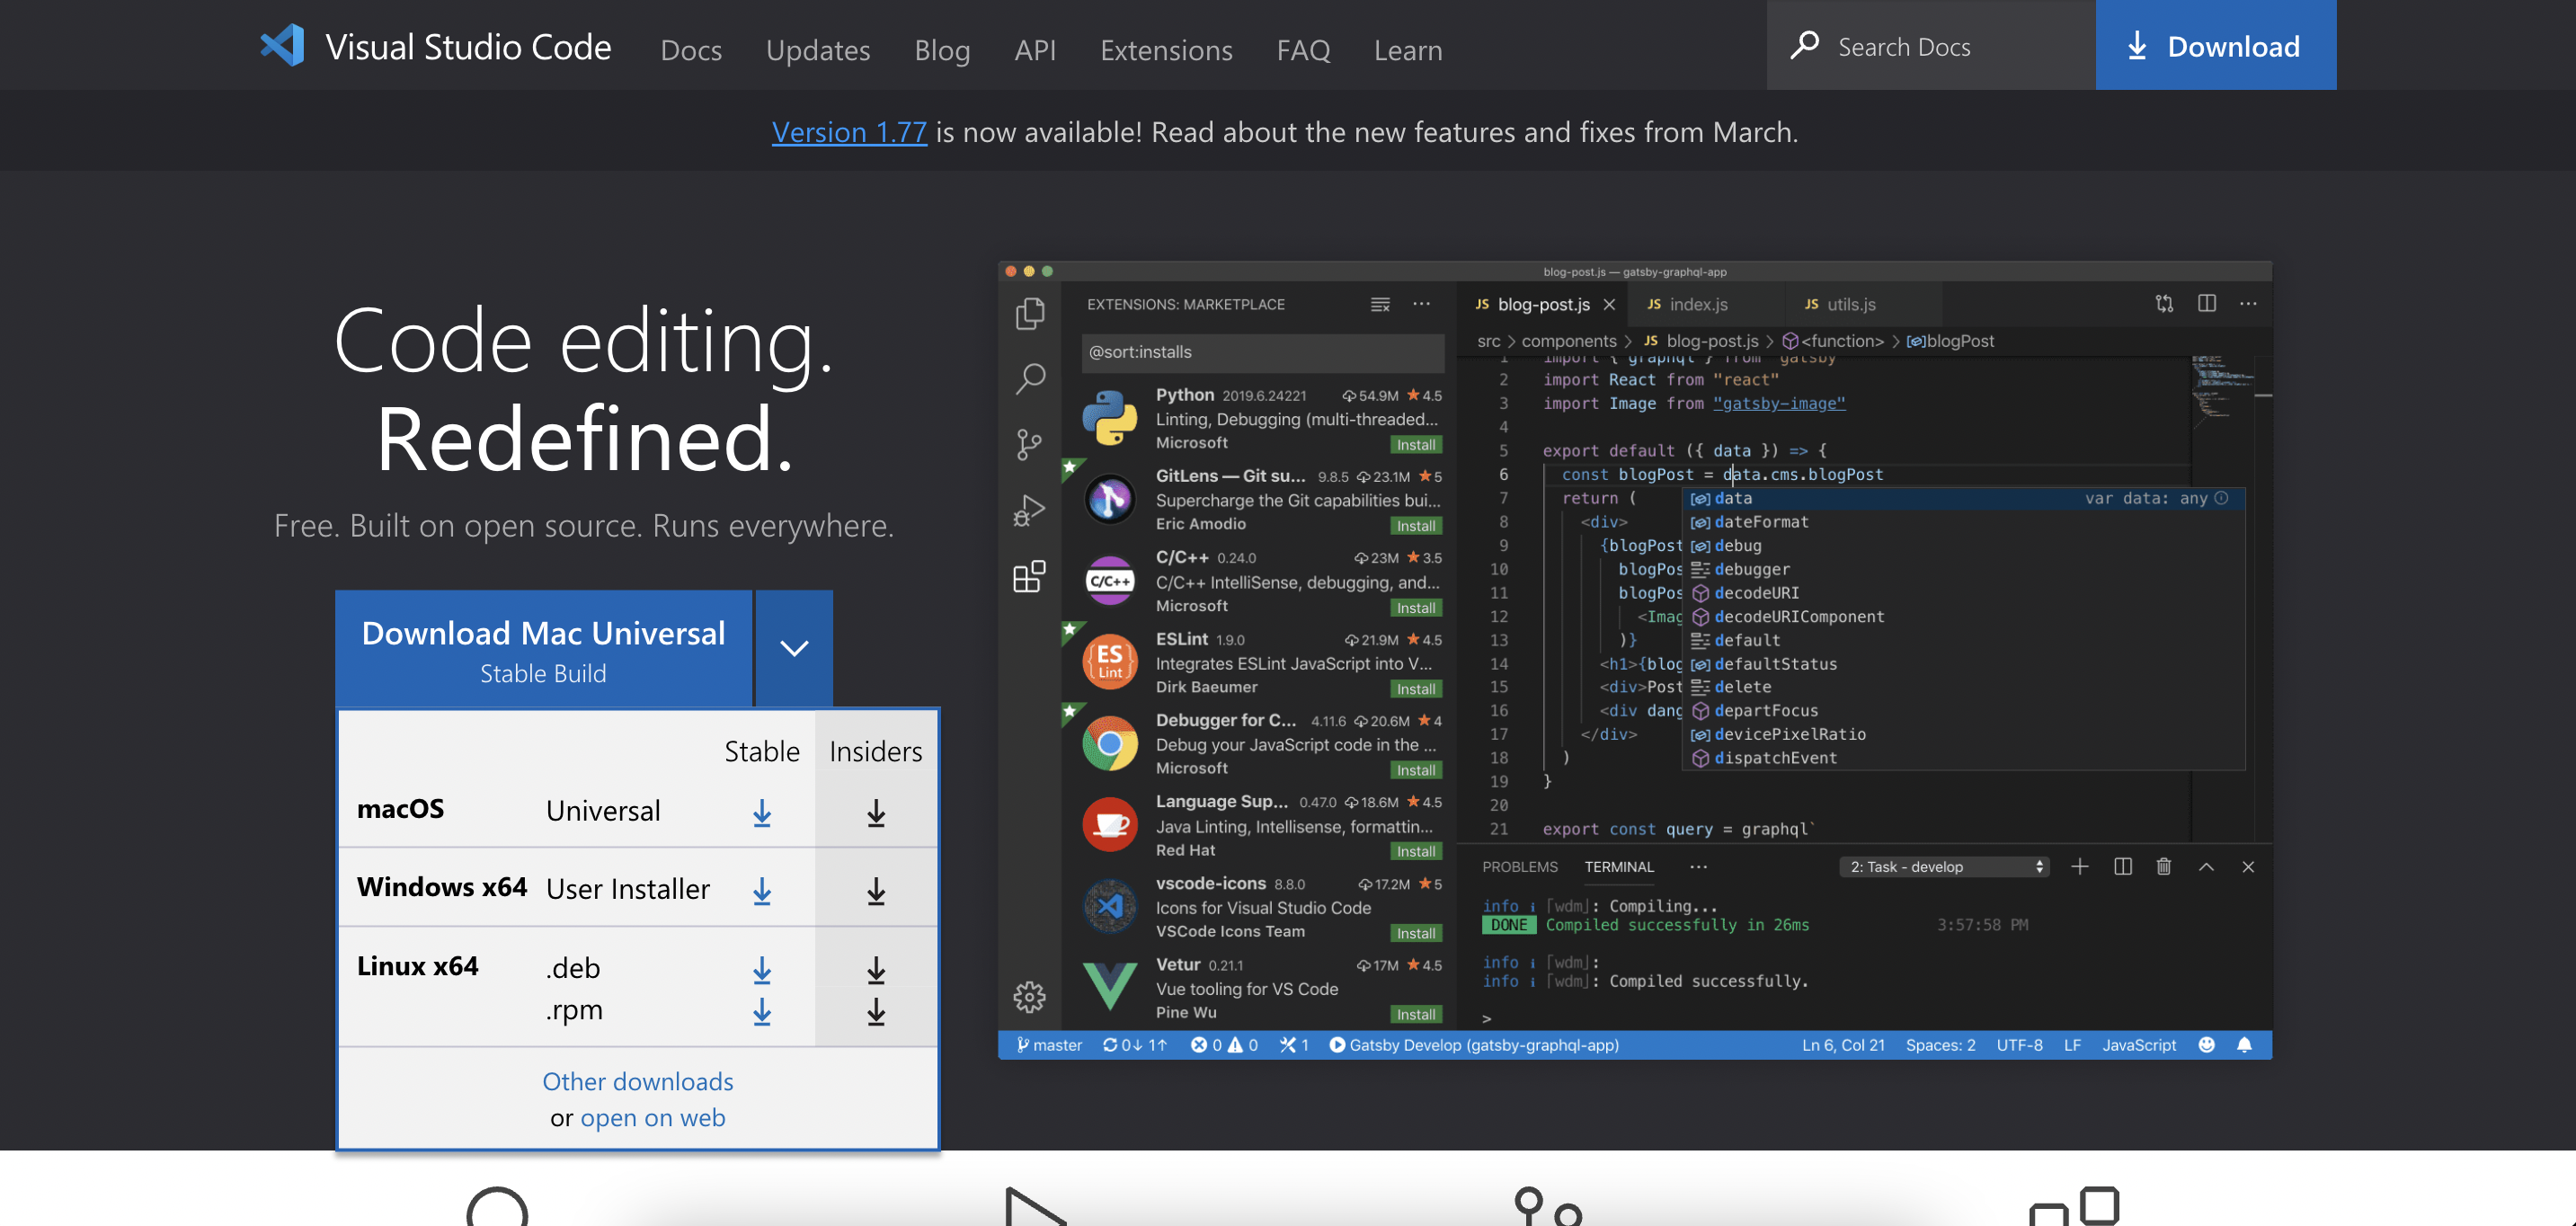 Visual Studio Code Docs Updates Blog API Extensions FAQ Learn Search Docs Download
Version 1.77 is now available! Read about the new features and fixes from March.
Code editing.
Redefined.
Free. Built on open source. Runs everywhere.
Download Mac Universal
Stable Build
Stable Insiders
macOS Universal
Windows x64 User Installer
Linux x64 .deb
.rpm
Other downloads
or open on web
blog-post.js — gatsby-graphql-app
EXTENSIONS: MARKETPLACE
@sort:installs
Python 2019.6.24221 54.9M 4.5
Linting, Debugging (multi-threaded...
Microsoft Install
GitLens — Git su... 9.8.5 23.1M 5
Supercharge the Git capabilities bui...
Eric Amodio Install
C/C++
C/C++ 0.24.0 23M 3.5
C/C++ IntelliSense, debugging, and...
Microsoft Install
ES
Lint
ESLint 1.9.0 21.9M 4.5
Integrates ESLint JavaScript into V...
Dirk Baeumer Install
Debugger for C... 4.11.6 20.6M 4
Debug your JavaScript code in the ...
Microsoft Install
Language Sup... 0.47.0 18.6M 4.5
Java Linting, Intellisense, formattin...
Red Hat Install
vscode-icons 8.8.0 17.2M 5
Icons for Visual Studio Code
VSCode Icons Team Install
Vetur 0.21.1 17M 4.5
Vue tooling for VS Code
Pine Wu Install
JS blog-post.js JS index.js JS utils.js
src > components > JS blog-post.js > <function> > blogPost
1 import { graphql } from "gatsby"
2 import React from "react"
3 import Image from "gatsby-image"
4
5 export default ({ data }) => {
6 const blogPost = data.cms.blogPost
7 return (
8 <div>
9 {blogPost
10 blogPos
11 blogPos
12 <Imag
13 )}
14 <h1>{blog
15 <div>Post
16 <div dang
17 </div>
18 )
19 }
20
21 export const query = graphql`
data var data: any
dateFormat
debug
debugger
decodeURI
decodeURIComponent
default
defaultStatus
delete
departFocus
devicePixelRatio
dispatchEvent
PROBLEMS TERMINAL ... 2: Task - develop
info i ｢wdm｣: Compiling...
DONE Compiled successfully in 26ms 3:57:58 PM
info i ｢wdm｣:
info i ｢wdm｣: Compiled successfully.
>
master 0↓ 1↑ 0 0 1 Gatsby Develop (gatsby-graphql-app) Ln 6, Col 21 Spaces: 2 UTF-8 LF JavaScript